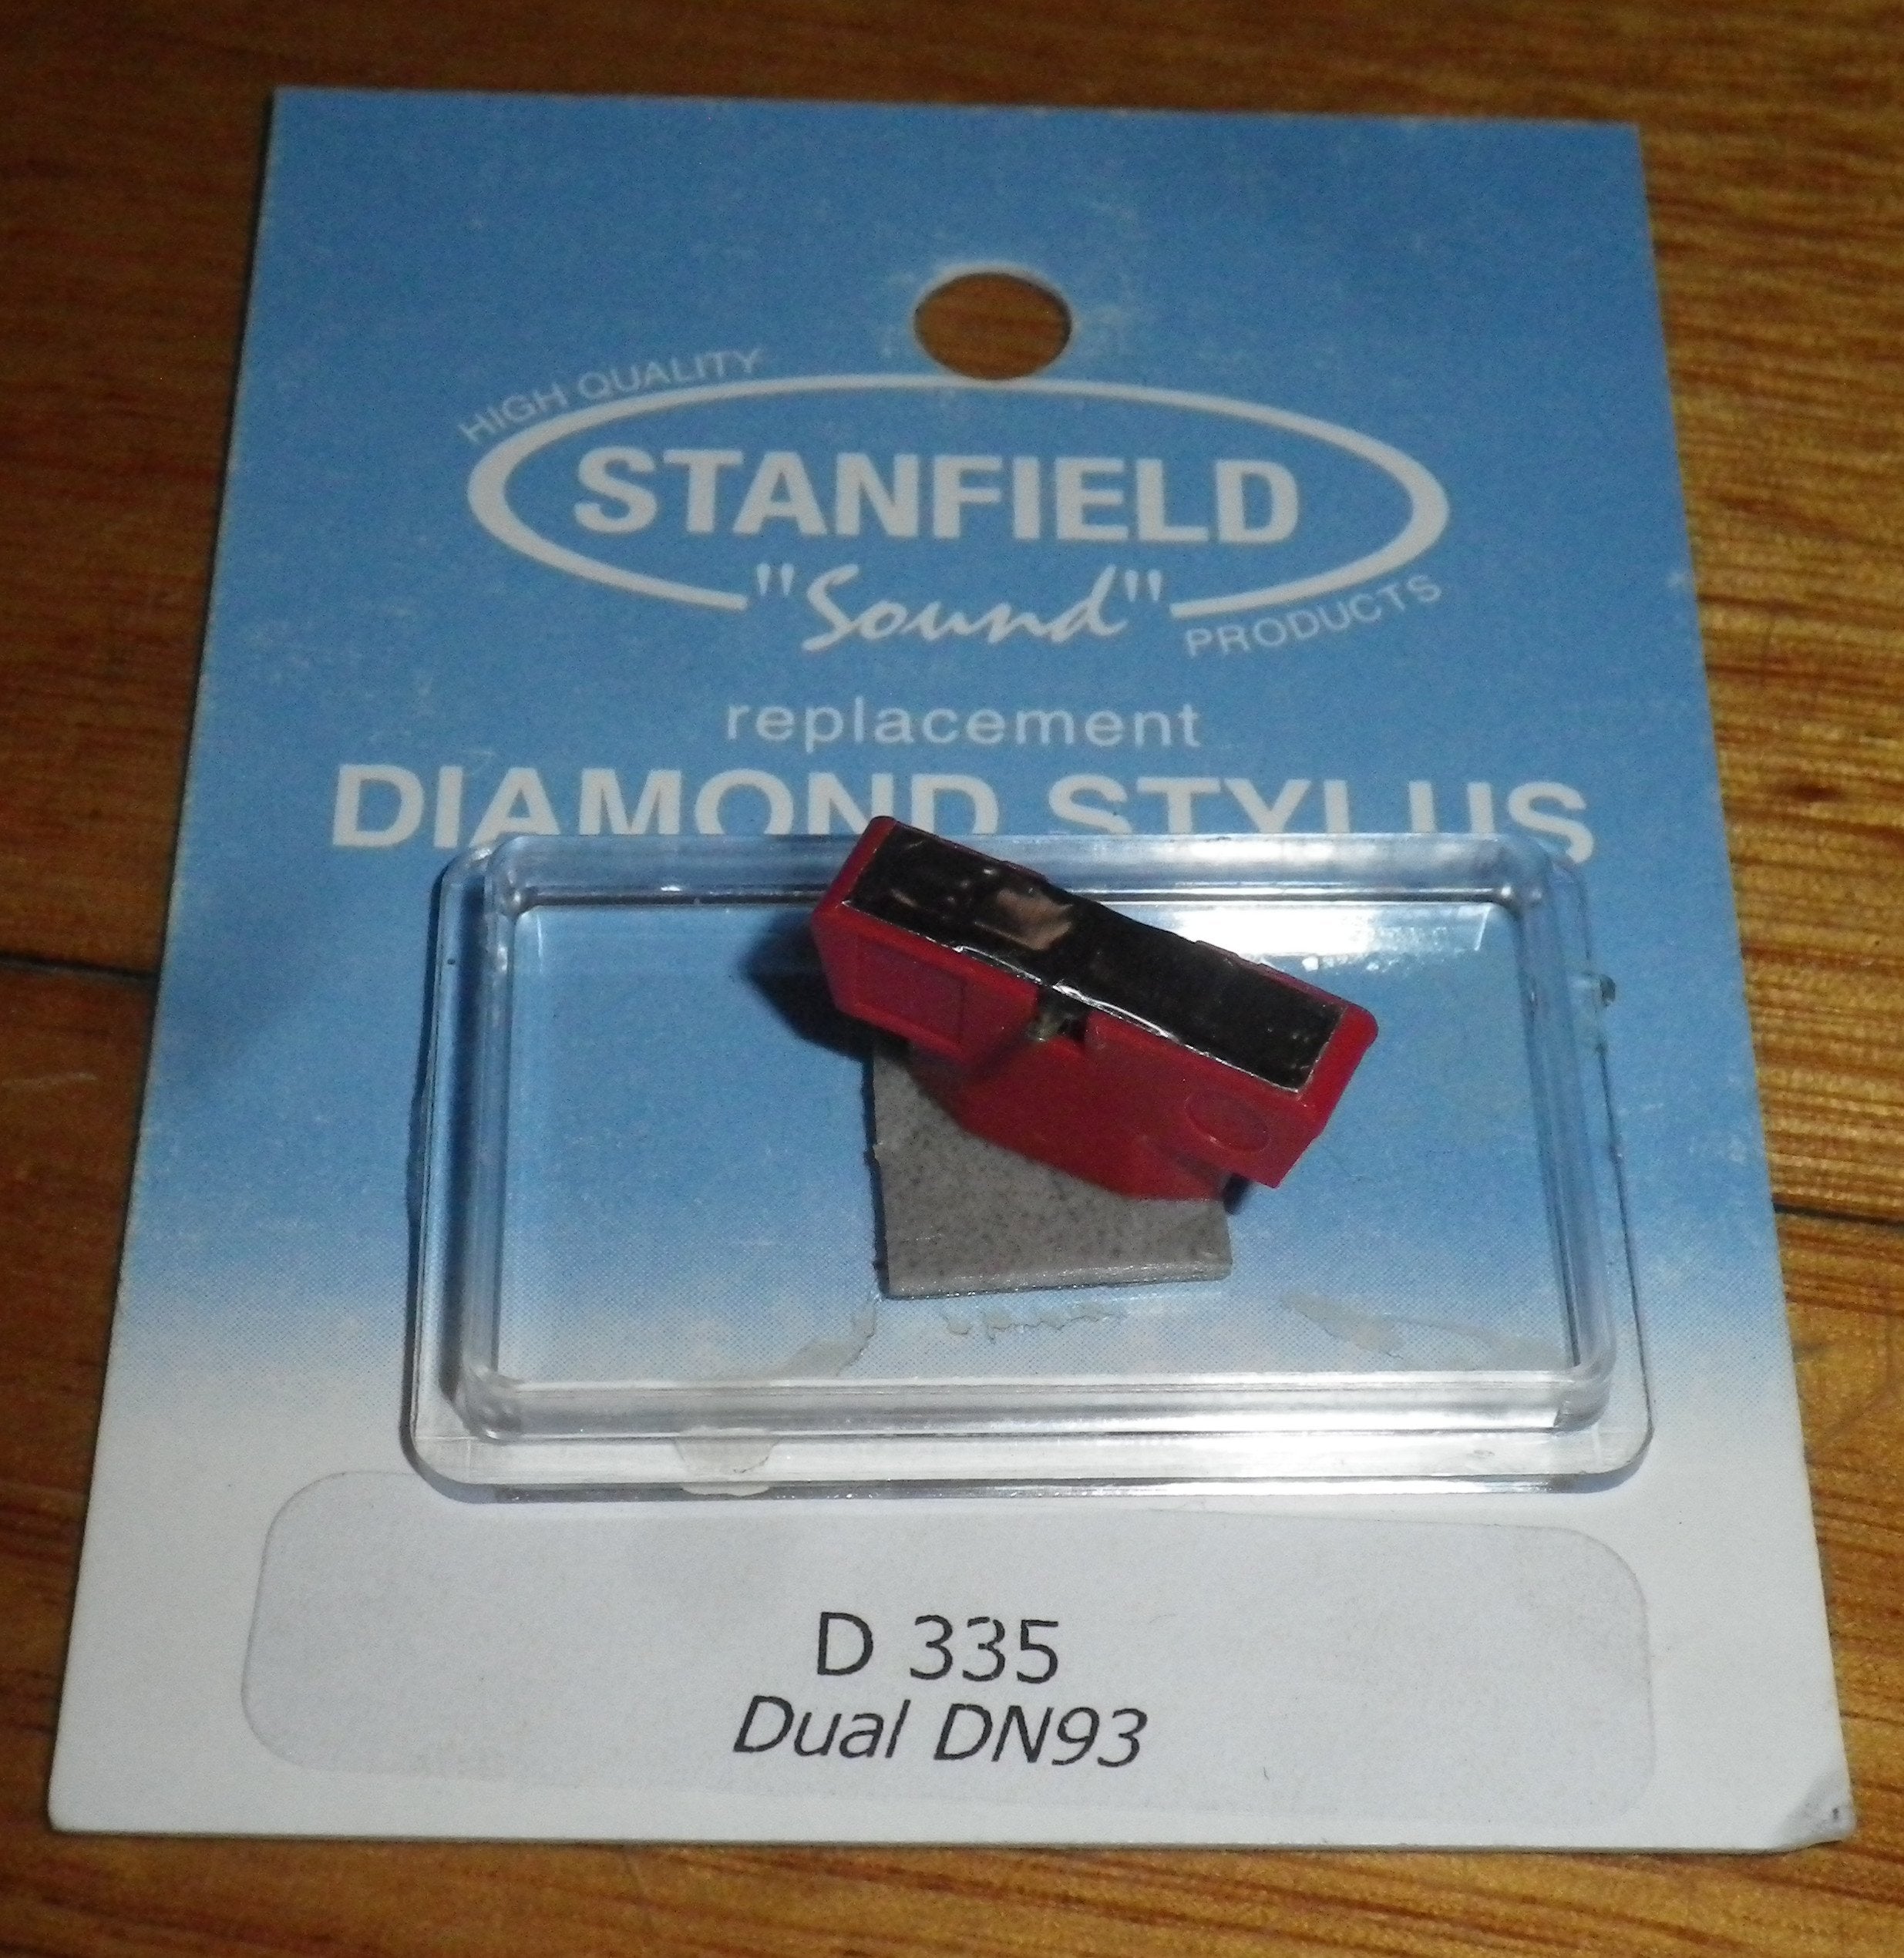 HIGH QUALITY
STANFIELD
"Sound"
PRODUCTS
replacement
DIAMOND STYLUS
D 335
Dual DN93